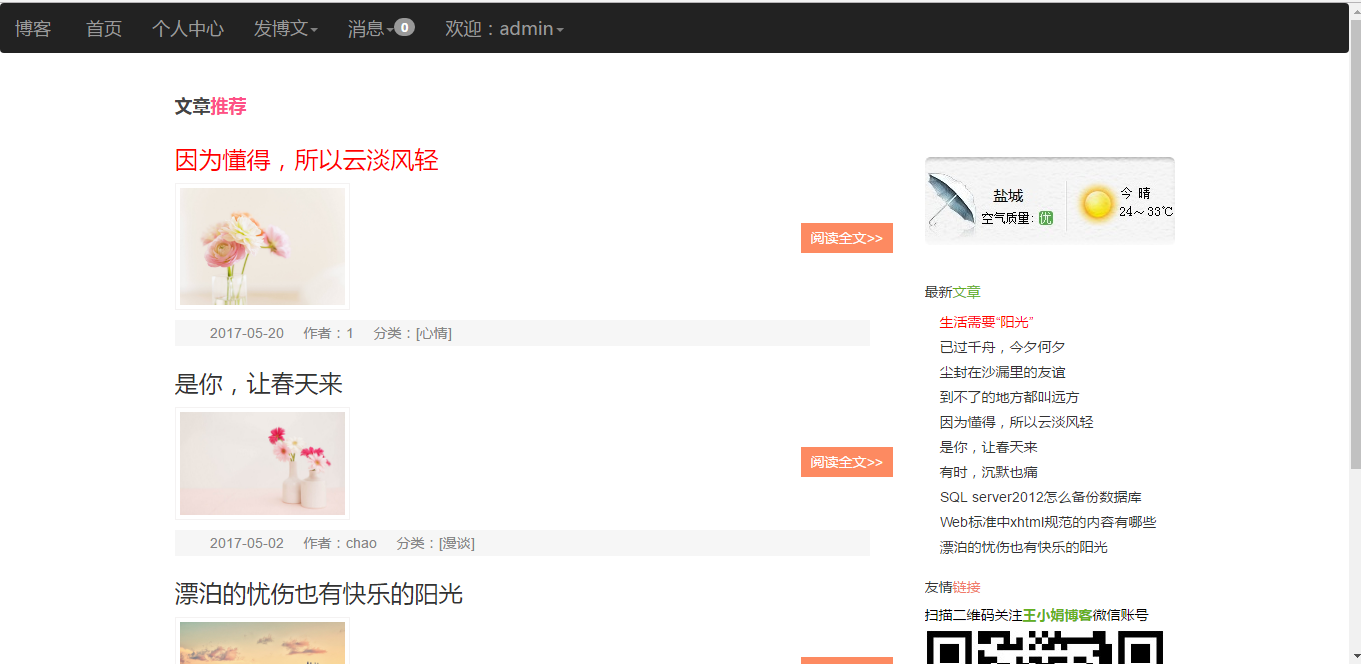 博客 首页 个人中心 发博文 消息 0 欢迎：admin
文章推荐
因为懂得，所以云淡风轻
阅读全文>>
2017-05-20 作者：1 分类：[心情]
是你，让春天来
阅读全文>>
2017-05-02 作者：chao 分类：[漫谈]
漂泊的忧伤也有快乐的阳光
盐城
空气质量: 优
今 晴
24～33℃
最新文章
生活需要“阳光”
已过千舟，今夕何夕
尘封在沙漏里的友谊
到不了的地方都叫远方
因为懂得，所以云淡风轻
是你，让春天来
有时，沉默也痛
SQL server2012怎么备份数据库
Web标准中xhtml规范的内容有哪些
漂泊的忧伤也有快乐的阳光
友情链接
扫描二维码关注王小娟博客微信账号